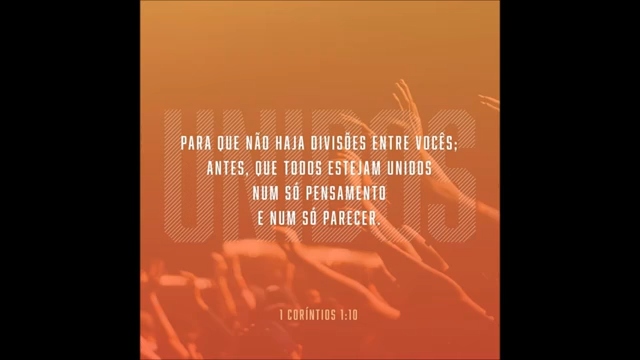 UNIDOS
PARA QUE NÃO HAJA DIVISÕES ENTRE VOCÊS;
ANTES, QUE TODOS ESTEJAM UNIDOS
NUM SÓ PENSAMENTO
E NUM SÓ PARECER.
1 CORÍNTIOS 1:10